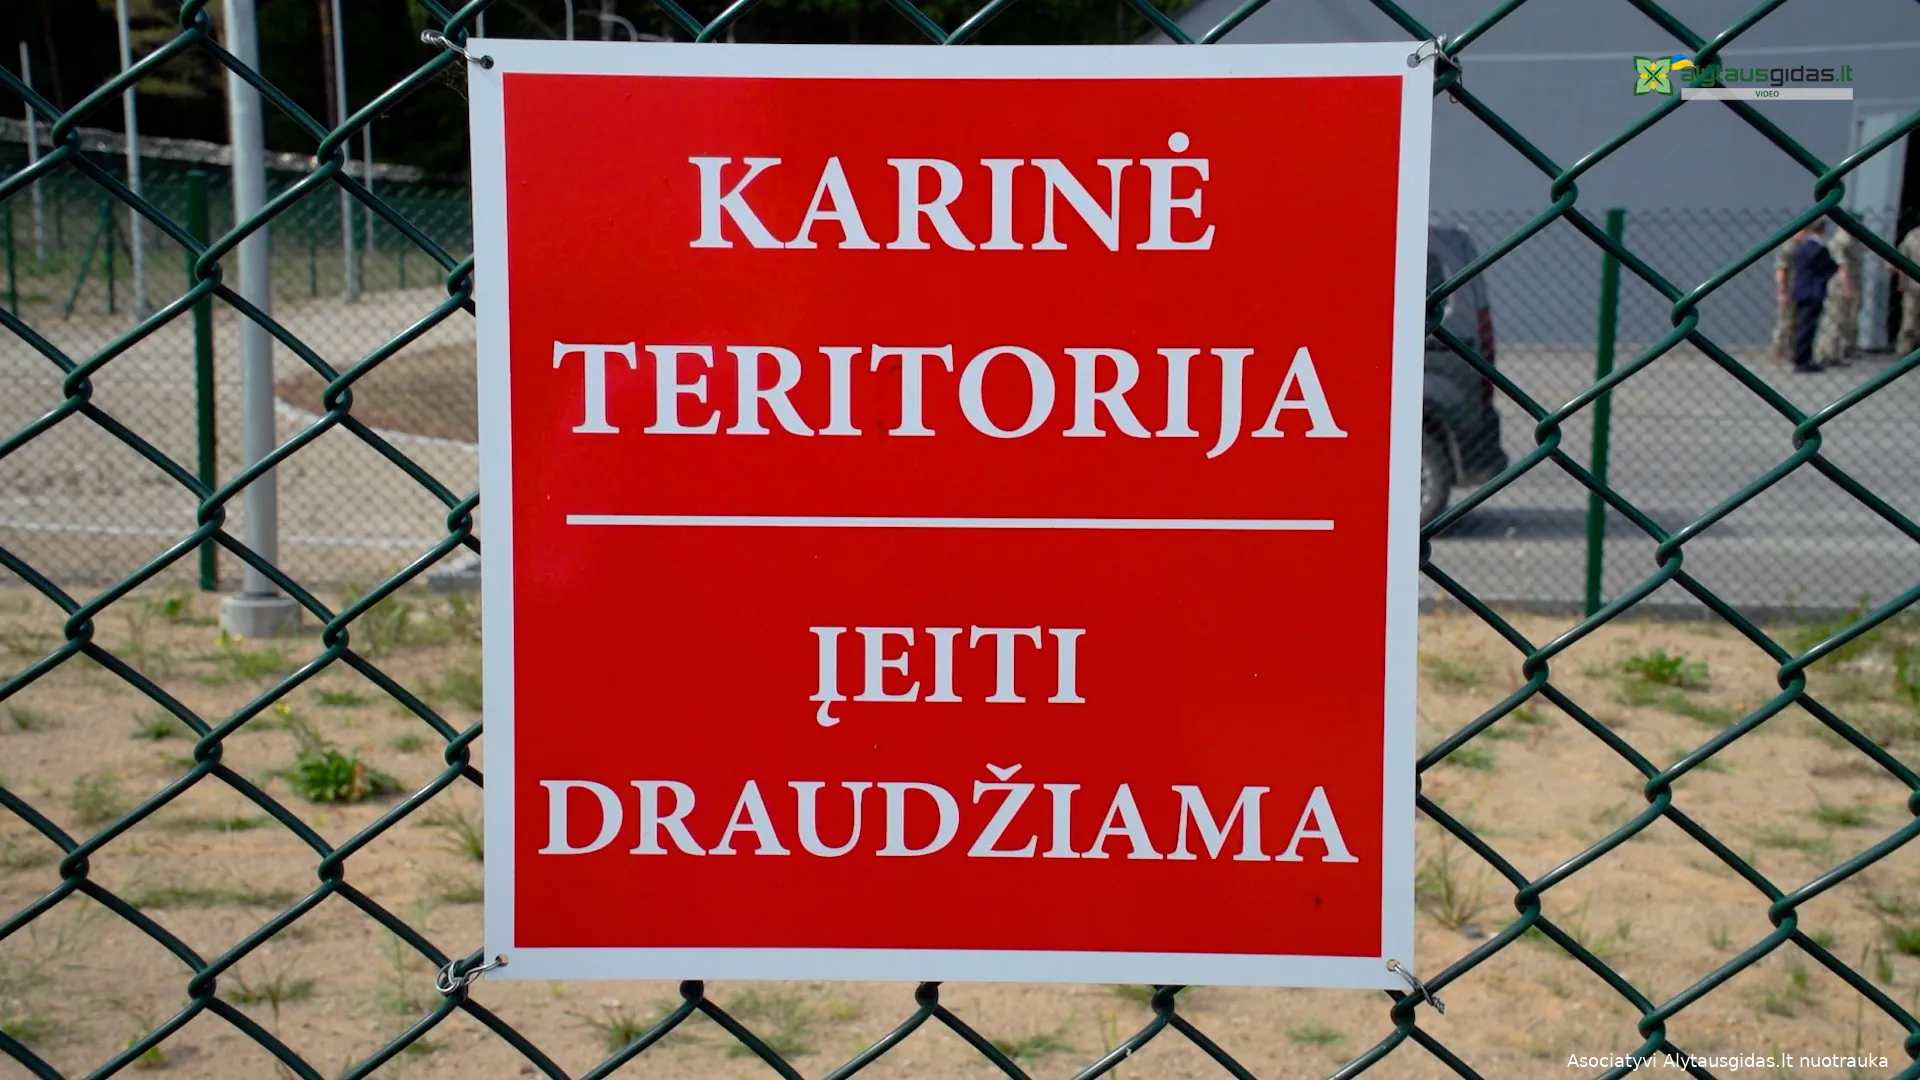 alytausgidas.lt
VIDEO
KARINĖ
TERITORIJA
ĮEITI
DRAUDŽIAMA
Asociatyvi Alytausgidas.lt nuotrauka